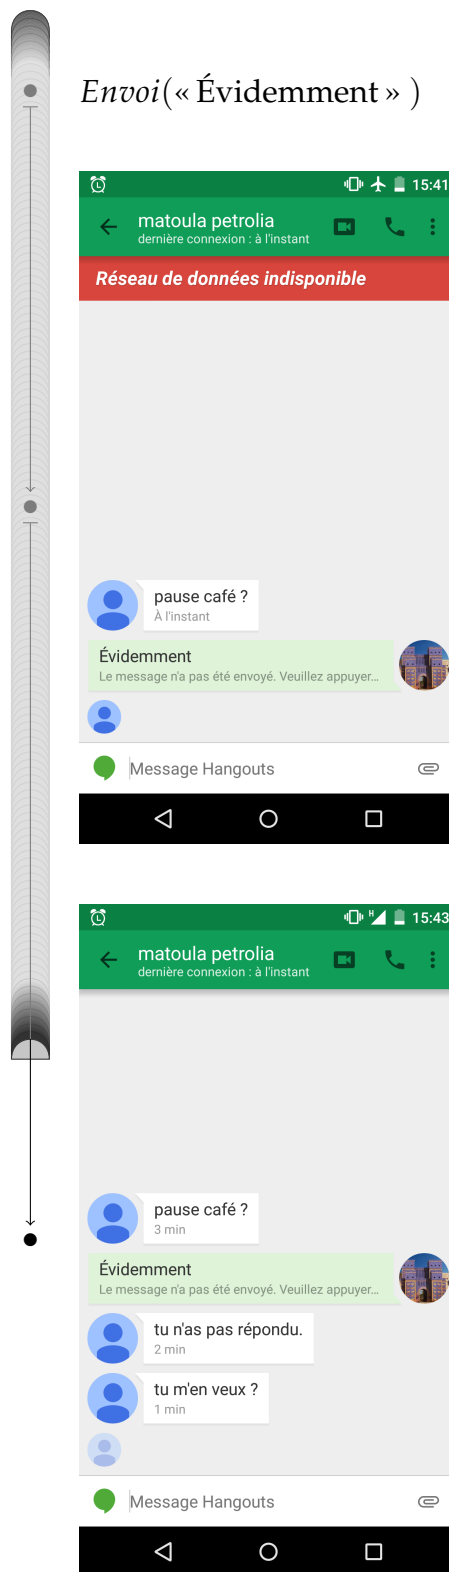 Envoi(« Évidemment » )
15:41
matoula petrolia
dernière connexion : à l'instant
Réseau de données indisponible
pause café ?
À l'instant
Évidemment
Le message n'a pas été envoyé. Veuillez appuyer...
Message Hangouts
H 15:43
matoula petrolia
dernière connexion : à l'instant
pause café ?
3 min
Évidemment
Le message n'a pas été envoyé. Veuillez appuyer...
tu n'as pas répondu.
2 min
tu m'en veux ?
1 min
Message Hangouts